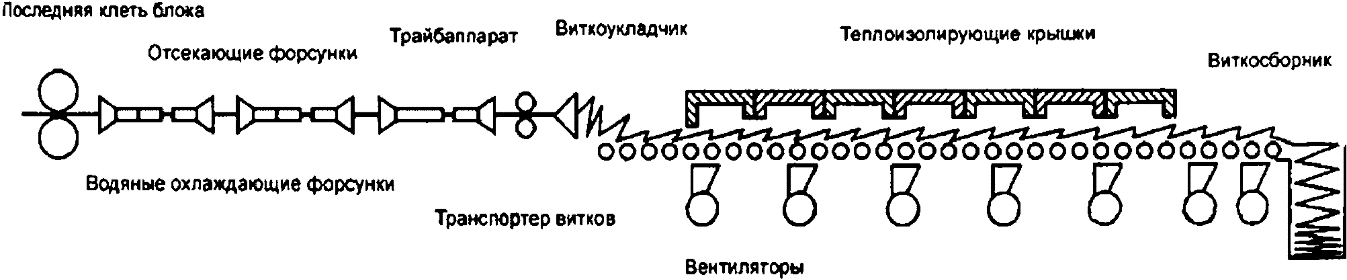 Последняя клеть блока
Отсекающие форсунки
Трайбаппарат
Виткоукладчик
Теплоизолирующие крышки
Виткосборник
Водяные охлаждающие форсунки
Транспортер витков
Вентиляторы